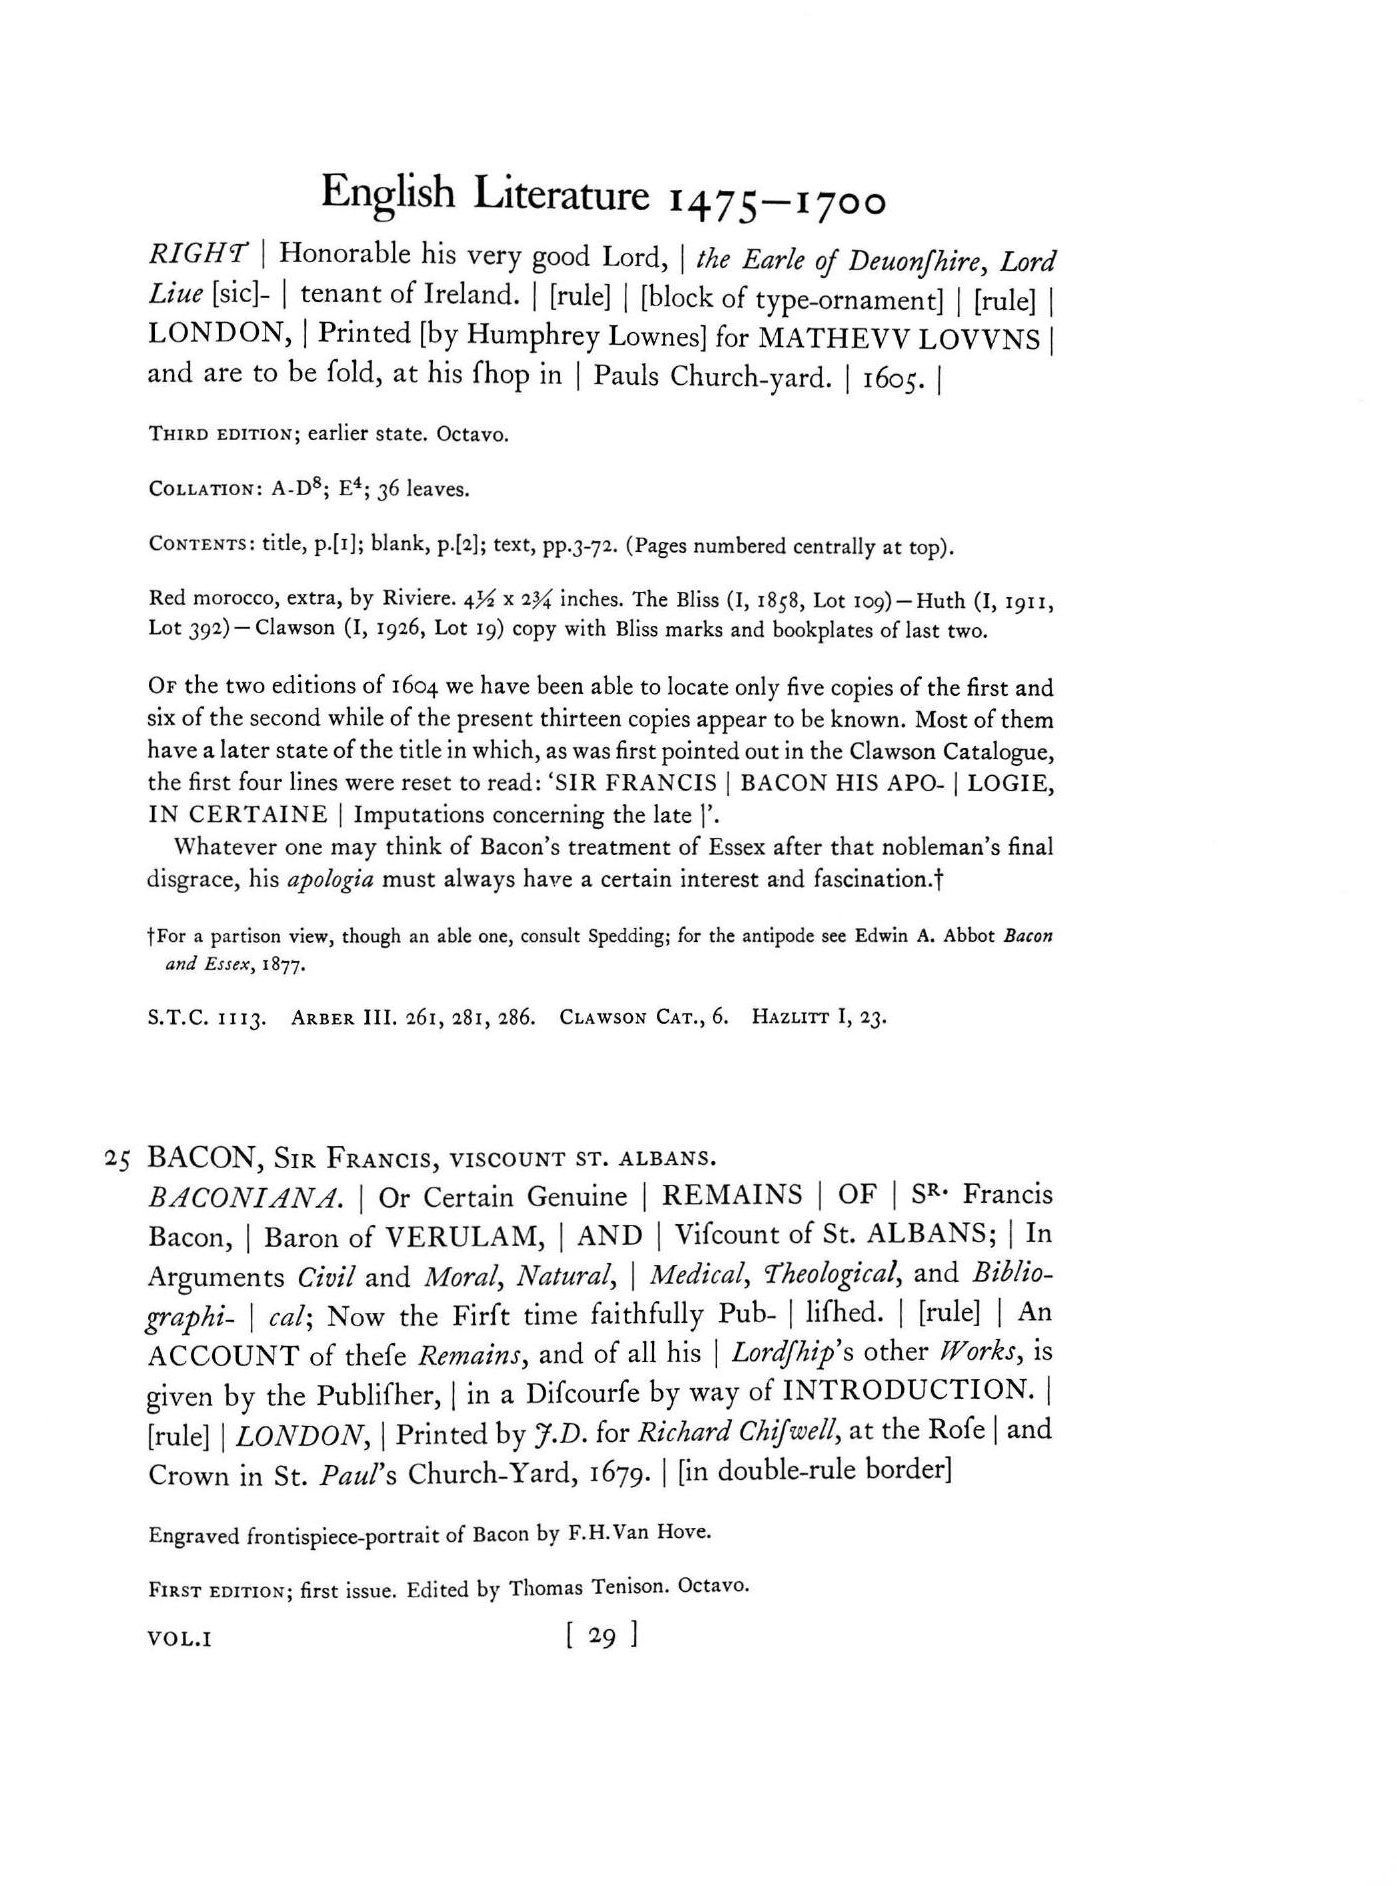 English Literature 1475—1700
RIGHT | Honorable his very good Lord, | the Earle of Deuonſhire, Lord
Liue [sic]- | tenant of Ireland. | [rule] | [block of type-ornament] | [rule] |
LONDON, | Printed [by Humphrey Lownes] for MATHEVV LOVVNS |
and are to be ſold, at his ſhop in | Pauls Church-yard. | 1605. |
THIRD EDITION; earlier state. Octavo.
COLLATION: A-D⁸; E⁴; 36 leaves.
CONTENTS: title, p.[1]; blank, p.[2]; text, pp.3-72. (Pages numbered centrally at top).
Red morocco, extra, by Riviere. 4½ x 2¾ inches. The Bliss (I, 1858, Lot 109)—Huth (I, 1911,
Lot 392)—Clawson (I, 1926, Lot 19) copy with Bliss marks and bookplates of last two.
OF the two editions of 1604 we have been able to locate only five copies of the first and
six of the second while of the present thirteen copies appear to be known. Most of them
have a later state of the title in which, as was first pointed out in the Clawson Catalogue,
the first four lines were reset to read: ‘SIR FRANCIS | BACON HIS APO- | LOGIE,
IN CERTAINE | Imputations concerning the late |’.
Whatever one may think of Bacon’s treatment of Essex after that nobleman’s final
disgrace, his apologia must always have a certain interest and fascination.†
†For a partison view, though an able one, consult Spedding; for the antipode see Edwin A. Abbot Bacon
and Essex, 1877.
S.T.C. 1113. ARBER III. 261, 281, 286. CLAWSON CAT., 6. HAZLITT I, 23.
25 BACON, SIR FRANCIS, VISCOUNT ST. ALBANS.
BACONIANA. | Or Certain Genuine | REMAINS | OF | Sᴿ· Francis
Bacon, | Baron of VERULAM, | AND | Viſcount of St. ALBANS; | In
Arguments Civil and Moral, Natural, | Medical, Theological, and Biblio-
graphi- | cal; Now the Firſt time faithfully Pub- | liſhed. | [rule] | An
ACCOUNT of theſe Remains, and of all his | Lordſhip’s other Works, is
given by the Publiſher, | in a Diſcourſe by way of INTRODUCTION. |
[rule] | LONDON, | Printed by J.D. for Richard Chiſwell, at the Roſe | and
Crown in St. Paul’s Church-Yard, 1679. | [in double-rule border]
Engraved frontispiece-portrait of Bacon by F.H.Van Hove.
FIRST EDITION; first issue. Edited by Thomas Tenison. Octavo.
VOL.I [ 29 ]